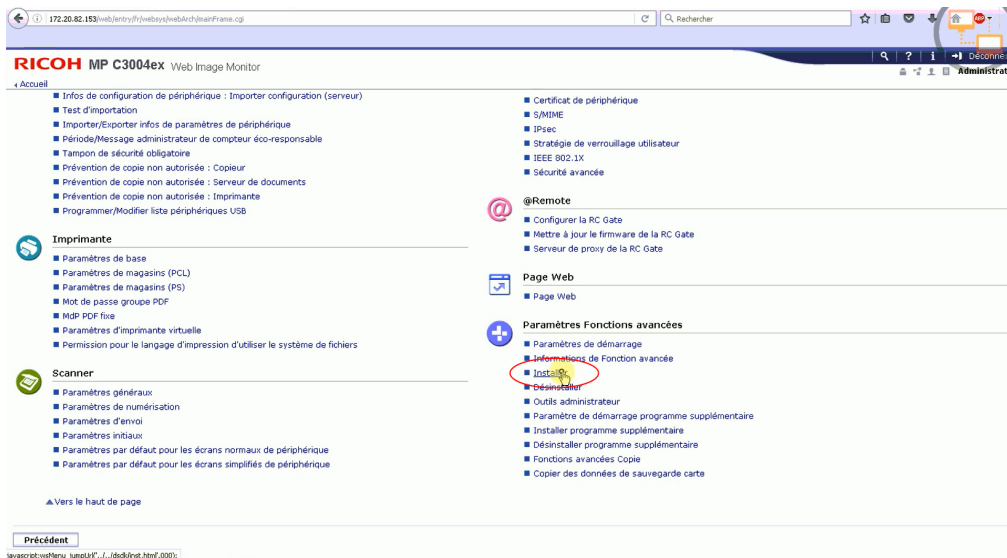 172.20.82.153/web/entry/fr/websys/webArch/mainFrame.cgi
Rechercher
ABP
RICOH MP C3004ex Web Image Monitor
? i Déconne
Accueil
Administrat
Infos de configuration de périphérique : Importer configuration (serveur)
Test d'importation
Importer/Exporter infos de paramètres de périphérique
Période/Message administrateur de compteur éco-responsable
Tampon de sécurité obligatoire
Prévention de copie non autorisée : Copieur
Prévention de copie non autorisée : Serveur de documents
Prévention de copie non autorisée : Imprimante
Programmer/Modifier liste périphériques USB
Imprimante
Paramètres de base
Paramètres de magasins (PCL)
Paramètres de magasins (PS)
Mot de passe groupe PDF
MdP PDF fixe
Paramètres d'imprimante virtuelle
Permission pour le langage d'impression d'utiliser le système de fichiers
Scanner
Paramètres généraux
Paramètres de numérisation
Paramètres d'envoi
Paramètres initiaux
Paramètres par défaut pour les écrans normaux de périphérique
Paramètres par défaut pour les écrans simplifiés de périphérique
Certificat de périphérique
S/MIME
IPsec
Stratégie de verrouillage utilisateur
IEEE 802.1X
Sécurité avancée
@Remote
Configurer la RC Gate
Mettre à jour le firmware de la RC Gate
Serveur de proxy de la RC Gate
Page Web
Page Web
Paramètres Fonctions avancées
Paramètres de démarrage
Informations de Fonction avancée
Installer
Désinstaller
Outils administrateur
Paramètre de démarrage programme supplémentaire
Installer programme supplémentaire
Désinstaller programme supplémentaire
Fonctions avancées Copie
Copier des données de sauvegarde carte
Vers le haut de page
Précédent
javascript:wsMenu_jumpUrl("../../dsdk/inst.html",000);